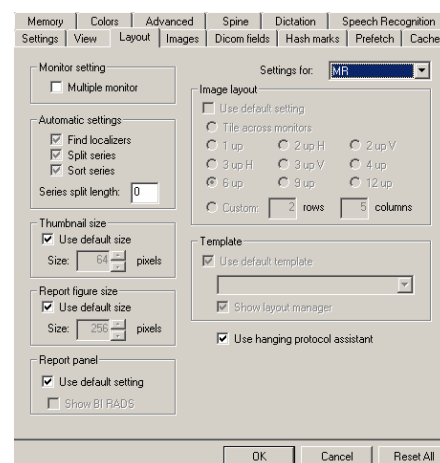 Memory Colors Advanced Spine Dictation Speech Recognition
Settings View Layout Images Dicom fields Hash marks Prefetch Cache
Monitor setting
Multiple monitor
Automatic settings
Find localizers
Split series
Sort series
Series split length: 0
Thumbnail size
Use default size
Size: 64 pixels
Report figure size
Use default size
Size: 256 pixels
Report panel
Use default setting
Show BI RADS
Settings for: MR
Image layout
Use default setting
Tile across monitors
1 up 2 up H 2 up V
3 up H 3 up V 4 up
6 up 9 up 12 up
Custom: 2 rows 5 columns
Template
Use default template
Show layout manager
Use hanging protocol assistant
OK Cancel Reset All